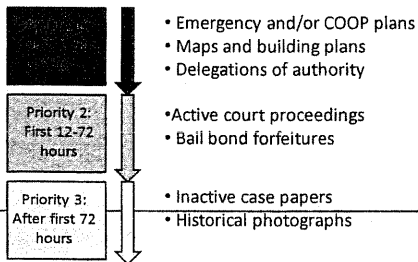 • Emergency and/or COOP plans
• Maps and building plans
• Delegations of authority
Priority 2:
First 12-72
hours
•Active court proceedings
• Bail bond forfeitures
Priority 3:
After first 72
hours
• Inactive case papers
• Historical photographs